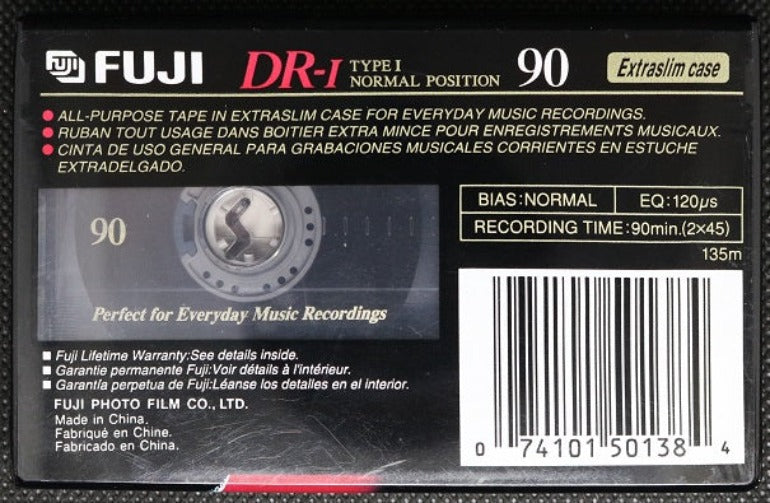 FUJI DR-I TYPE I NORMAL POSITION 90 Extraslim case
ALL-PURPOSE TAPE IN EXTRASLIM CASE FOR EVERYDAY MUSIC RECORDINGS.
RUBAN TOUT USAGE DANS BOITIER EXTRA MINCE POUR ENREGISTREMENTS MUSICAUX.
CINTA DE USO GENERAL PARA GRABACIONES MUSICALES CORRIENTES EN ESTUCHE
EXTRADELGADO.
90
Perfect for Everyday Music Recordings
BIAS:NORMAL EQ:120µs
RECORDING TIME:90min.(2×45)
135m
Fuji Lifetime Warranty:See details inside.
Garantie permanente Fuji:Voir détails à l'intérieur.
Garantía perpetua de Fuji:Léanse los detalles en el interior.
FUJI PHOTO FILM CO., LTD.
Made in China.
Fabriqué en Chine.
Fabricado en China.
0 74101 50138 4